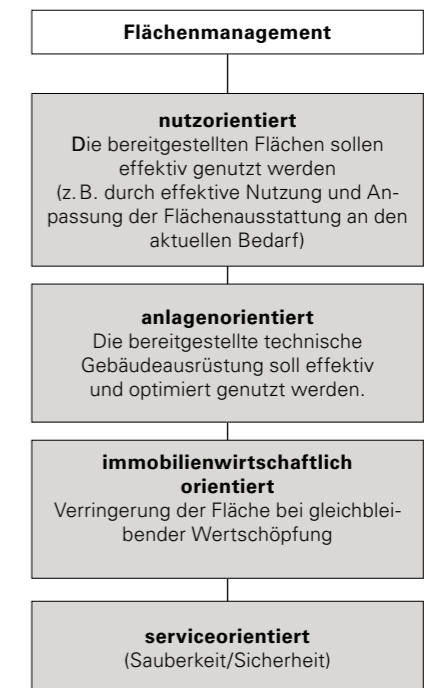 Flächenmanagement
nutzorientiert
Die bereitgestellten Flächen sollen
effektiv genutzt werden
(z. B. durch effektive Nutzung und An-
passung der Flächenausstattung an den
aktuellen Bedarf)
anlagenorientiert
Die bereitgestellte technische
Gebäudeausrüstung soll effektiv
und optimiert genutzt werden.
immobilienwirtschaftlich
orientiert
Verringerung der Fläche bei gleichblei-
bender Wertschöpfung
serviceorientiert
(Sauberkeit/Sicherheit)